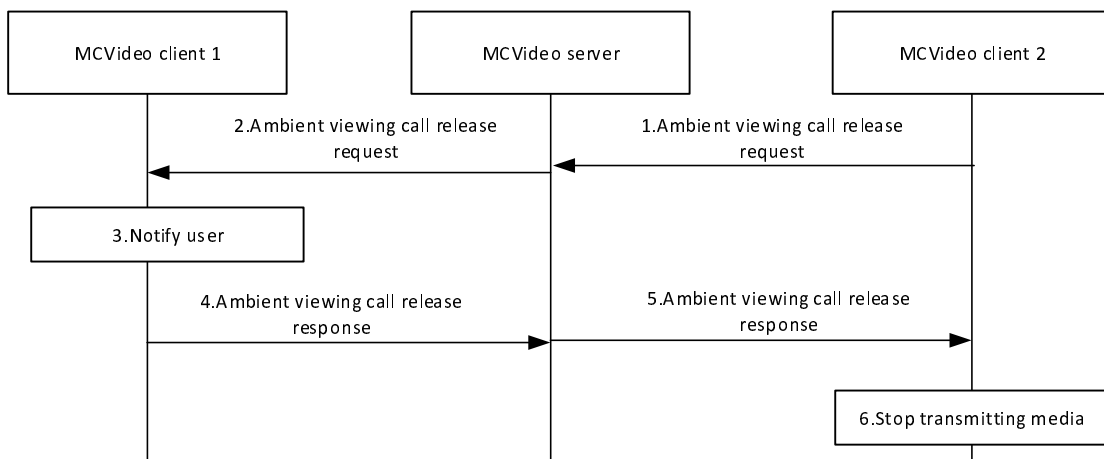 MCVideo client 1
MCVideo server
MCVideo client 2
2.Ambient viewing call release
request
1.Ambient viewing call release
request
3.Notify user
4.Ambient viewing call release
response
5.Ambient viewing call release
response
6.Stop transmitting media